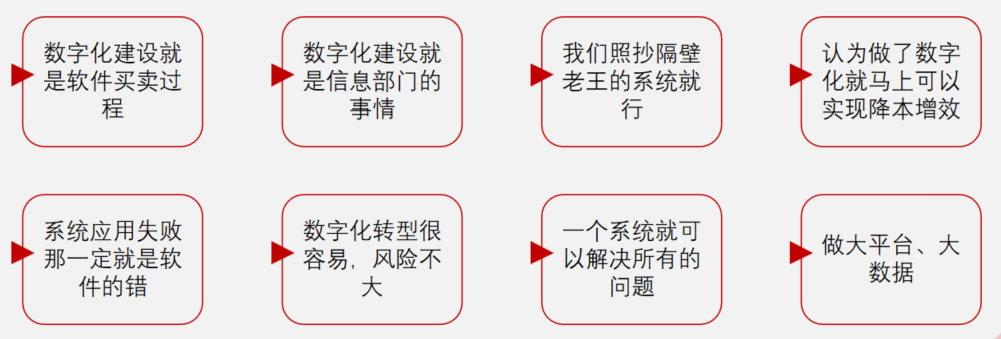 数字化建设就
是软件买卖过
程
数字化建设就
是信息部门的
事情
我们照抄隔壁
老王的系统就
行
认为做了数字
化就马上可以
实现降本增效
系统应用失败
那一定就是软
件的错
数字化转型很
容易，风险不
大
一个系统就可
以解决所有的
问题
做大平台、大
数据